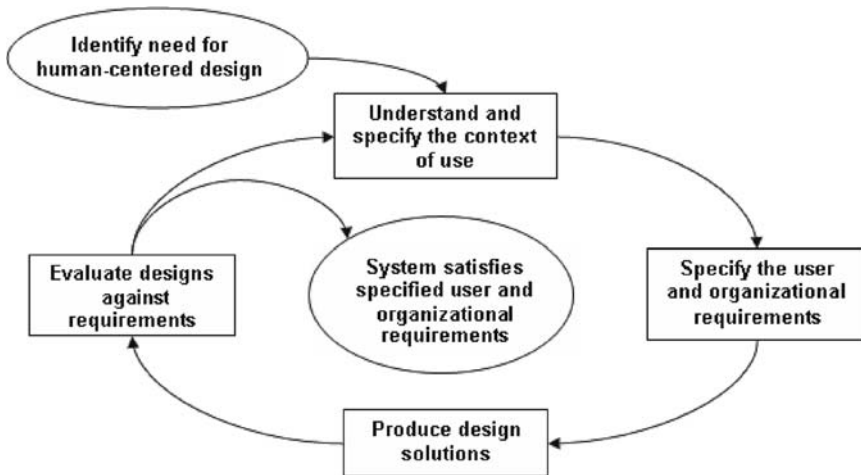 Identify need for
human-centered design
Understand and
specify the context
of use
Evaluate designs
against
requirements
System satisfies
specified user and
organizational
requirements
Specify the user
and organizational
requirements
Produce design
solutions